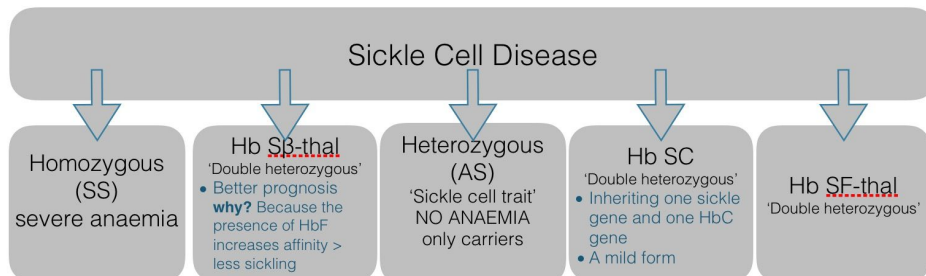 Sickle Cell Disease
Homozygous
(SS)
severe anaemia
Hb Sβ-thal
'Double heterozygous'
• Better prognosis
why? Because the
presence of HbF
increases affinity >
less sickling
Heterozygous
(AS)
'Sickle cell trait'
NO ANAEMIA
only carriers
Hb SC
'Double heterozygous'
• Inheriting one sickle
gene and one HbC
gene
• A mild form
Hb SF-thal
'Double heterozygous'